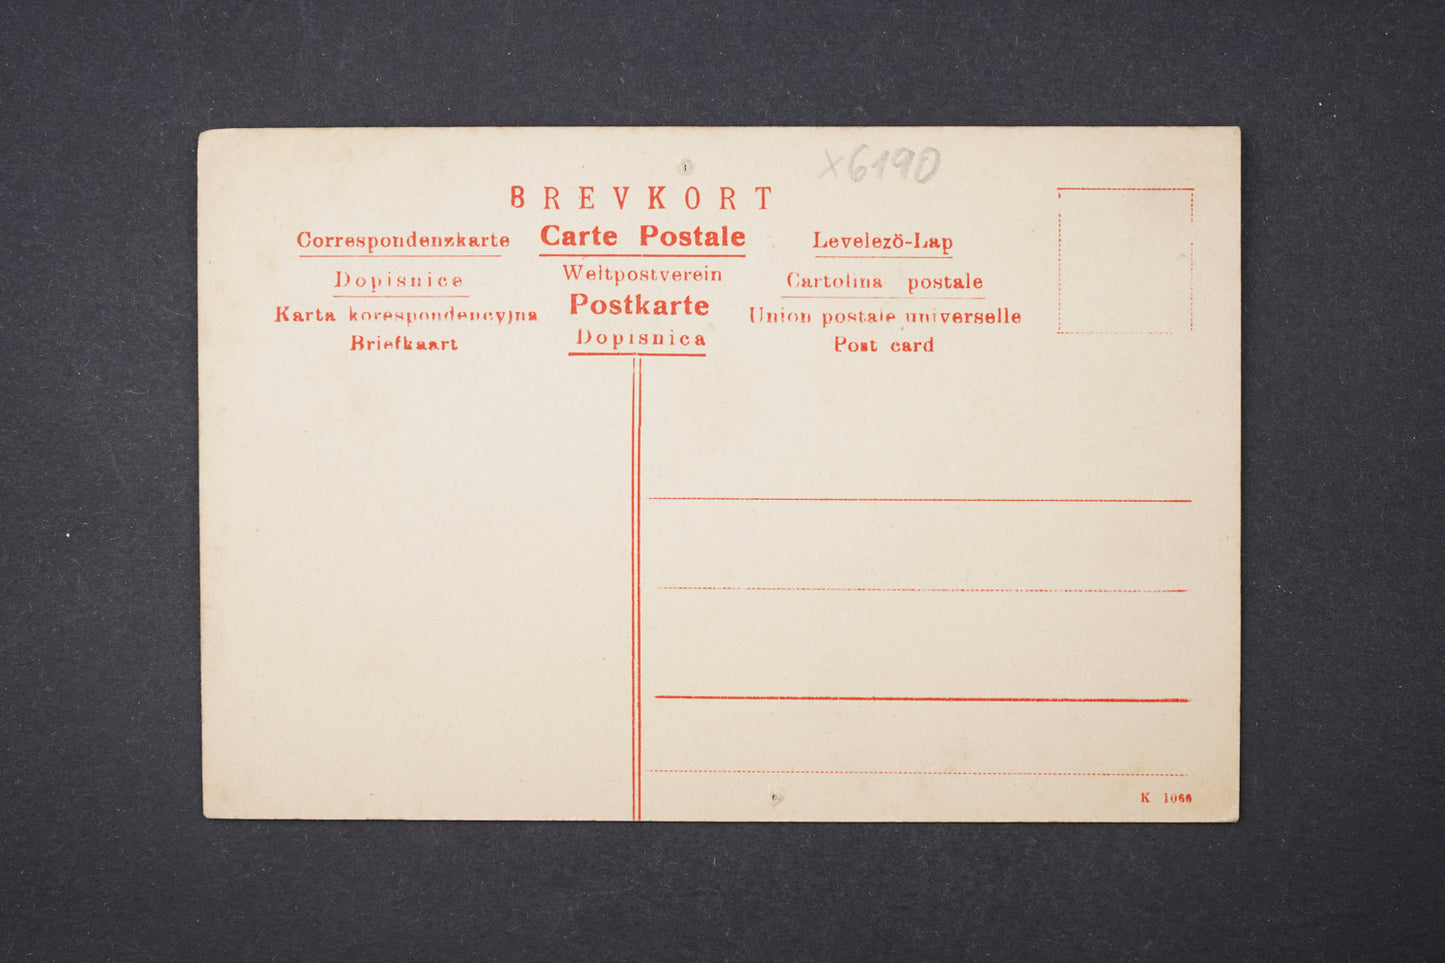 X6190
BREVKORT
Correspondenzkarte
Carte Postale
Levelezö-Lap
Dopisnice
Weltpostverein
Cartolina postale
Karta korespondencyjna
Postkarte
Union postale universelle
Briefkaart
Dopisnica
Post card
K 1066